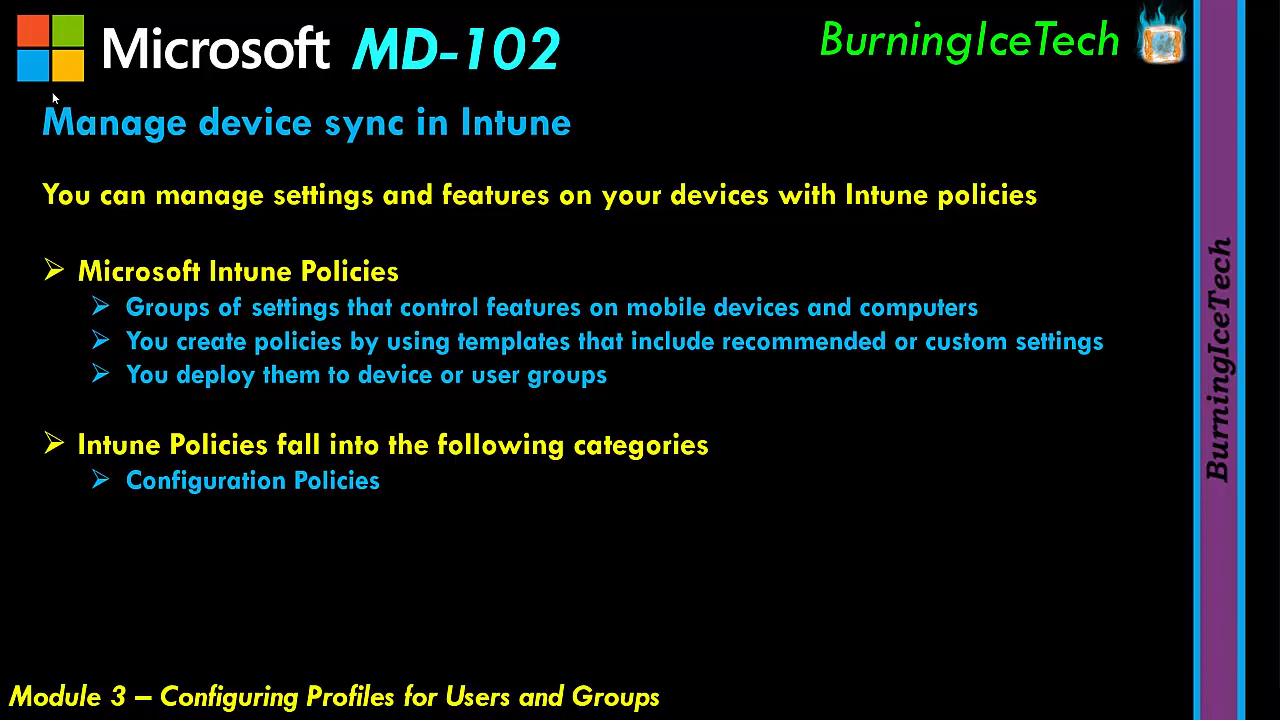 Microsoft MD-102
BurningIceTech
Manage device sync in Intune
You can manage settings and features on your devices with Intune policies
Microsoft Intune Policies
Groups of settings that control features on mobile devices and computers
You create policies by using templates that include recommended or custom settings
You deploy them to device or user groups
Intune Policies fall into the following categories
Configuration Policies
Module 3 – Configuring Profiles for Users and Groups
BurningIceTech